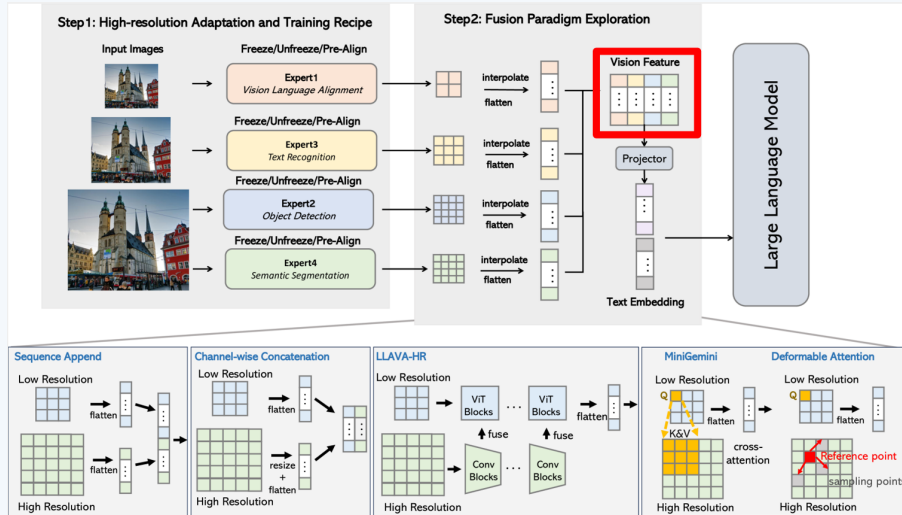 Step1: High-resolution Adaptation and Training Recipe
Step2: Fusion Paradigm Exploration
Input Images
Freeze/Unfreeze/Pre-Align
Expert1
Vision Language Alignment
Freeze/Unfreeze/Pre-Align
Expert3
Text Recognition
Freeze/Unfreeze/Pre-Align
Expert2
Object Detection
Freeze/Unfreeze/Pre-Align
Expert4
Semantic Segmentation
interpolate
flatten
interpolate
flatten
interpolate
flatten
interpolate
flatten
Vision Feature
Projector
Text Embedding
Large Language Model
Sequence Append
Low Resolution
flatten
flatten
High Resolution
Channel-wise Concatenation
Low Resolution
flatten
resize
+
flatten
High Resolution
LLAVA-HR
Low Resolution
ViT
Blocks
...
ViT
Blocks
flatten
fuse
fuse
Conv
Blocks
...
Conv
Blocks
High Resolution
MiniGemini
Low Resolution
Q
flatten
K&V
cross-
attention
High Resolution
Deformable Attention
Low Resolution
Q
flatten
Reference point
sampling points
High Resolution